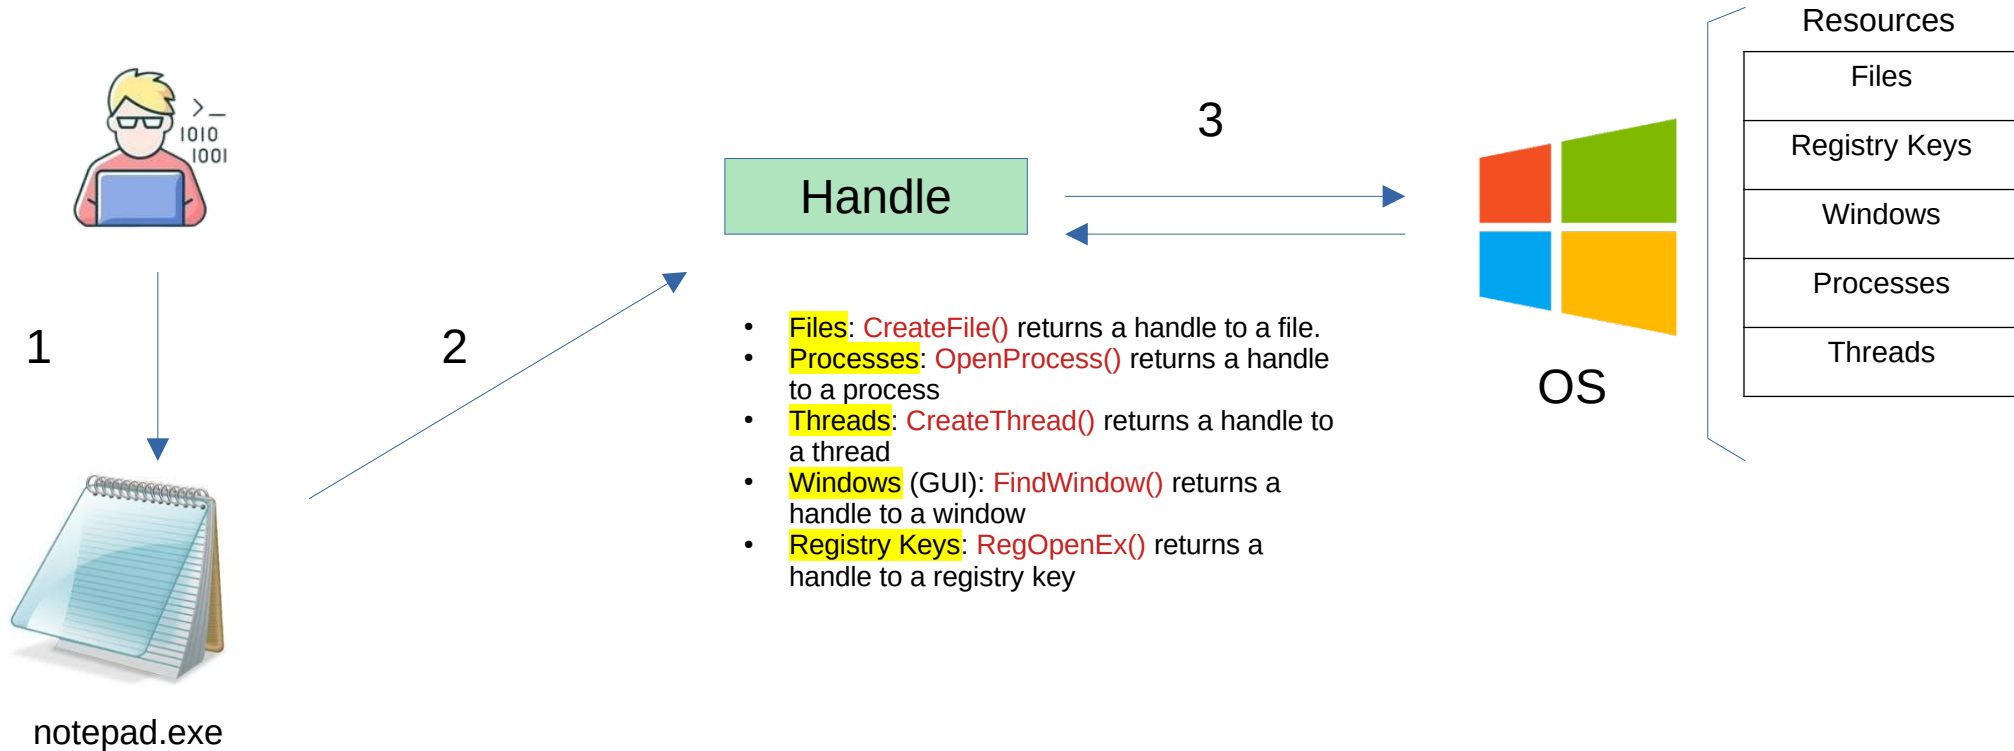 >_
1010
1001
1
notepad.exe
2
Handle
3
• Files: CreateFile() returns a handle to a file.
• Processes: OpenProcess() returns a handle
to a process
• Threads: CreateThread() returns a handle to
a thread
• Windows (GUI): FindWindow() returns a
handle to a window
• Registry Keys: RegOpenEx() returns a
handle to a registry key
OS
Resources
Files
Registry Keys
Windows
Processes
Threads